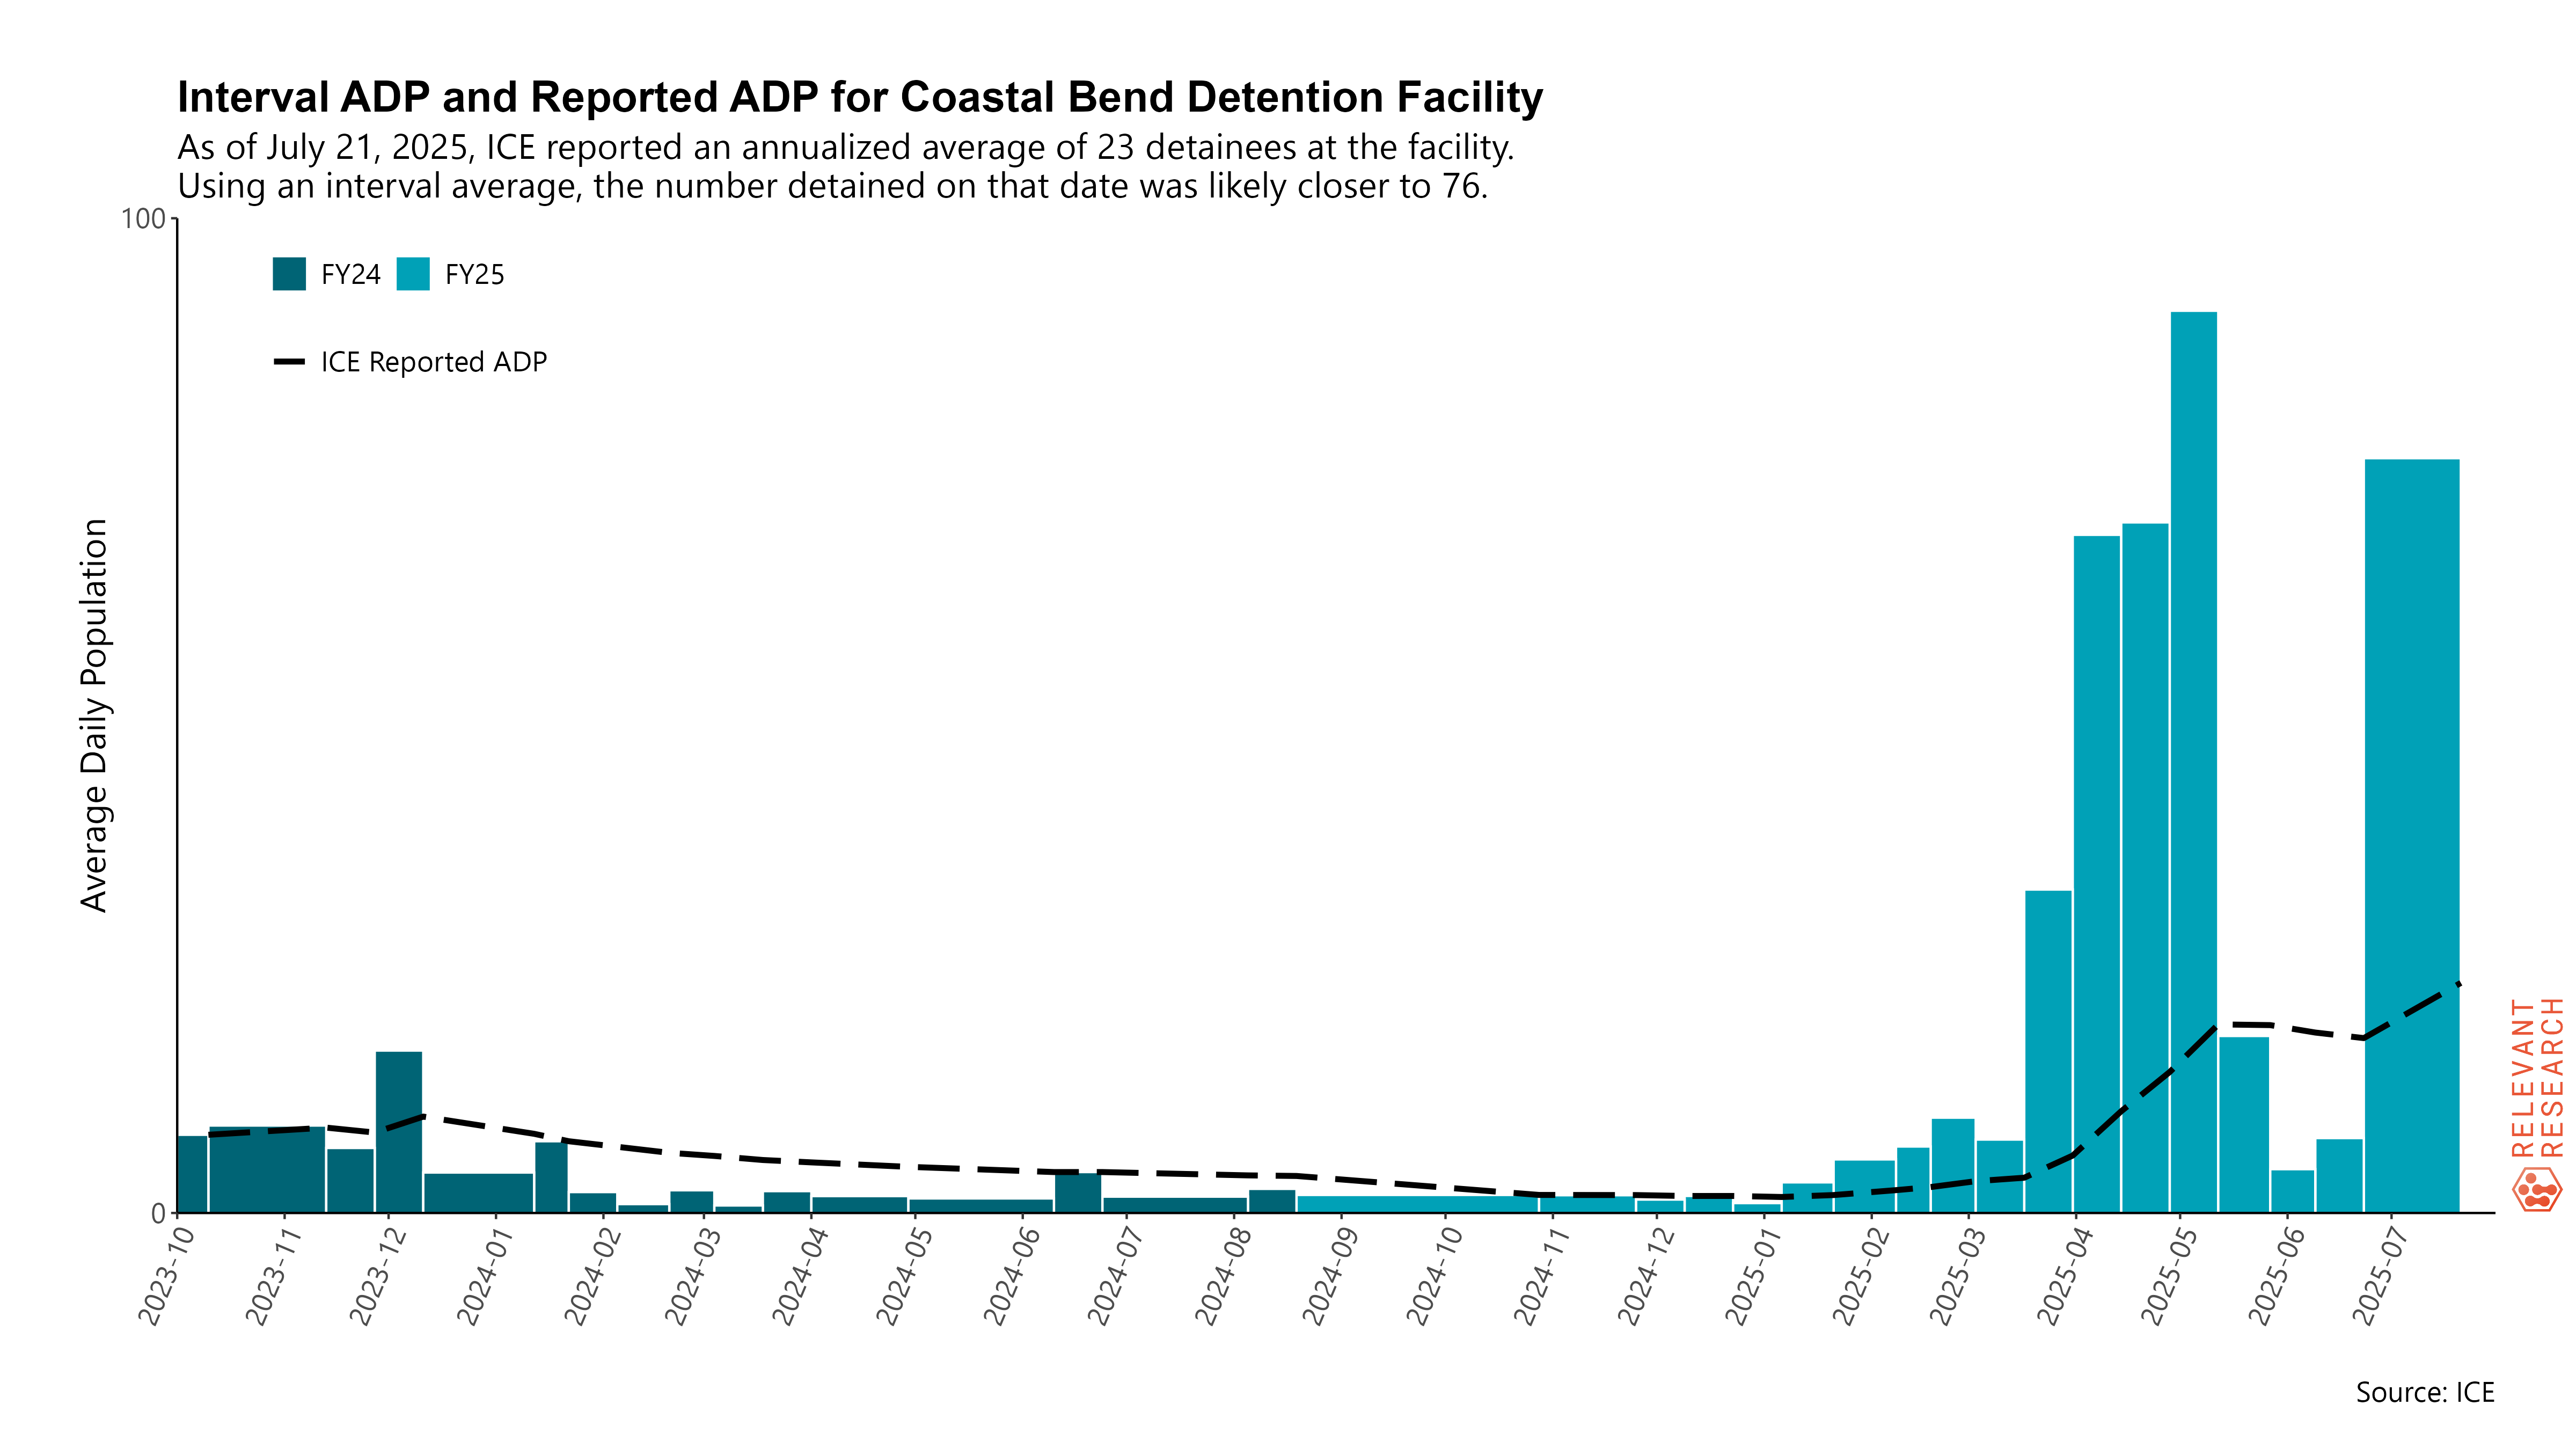 Interval ADP and Reported ADP for Coastal Bend Detention Facility
As of July 21, 2025, ICE reported an annualized average of 23 detainees at the facility.
Using an interval average, the number detained on that date was likely closer to 76.
100
FY24 FY25
ICE Reported ADP
Average Daily Population
0
2023-10
2023-11
2023-12
2024-01
2024-02
2024-03
2024-04
2024-05
2024-06
2024-07
2024-08
2024-09
2024-10
2024-11
2024-12
2025-01
2025-02
2025-03
2025-04
2025-05
2025-06
2025-07
RELEVANT
RESEARCH
Source: ICE